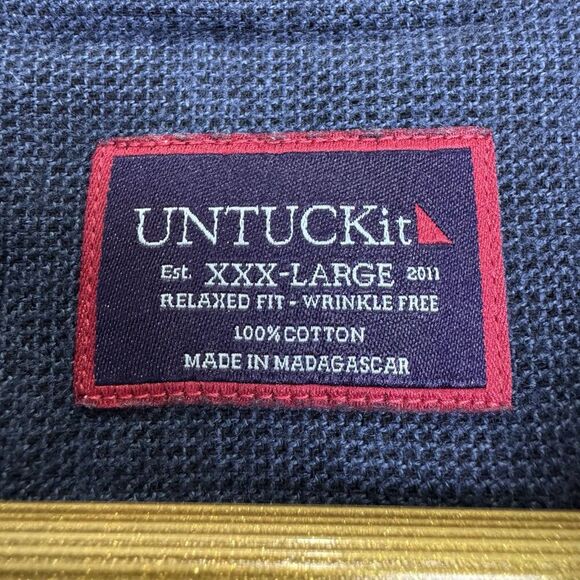 UNTUCKit
Est. XXX-LARGE 2011
RELAXED FIT - WRINKLE FREE
100% COTTON
MADE IN MADAGASCAR